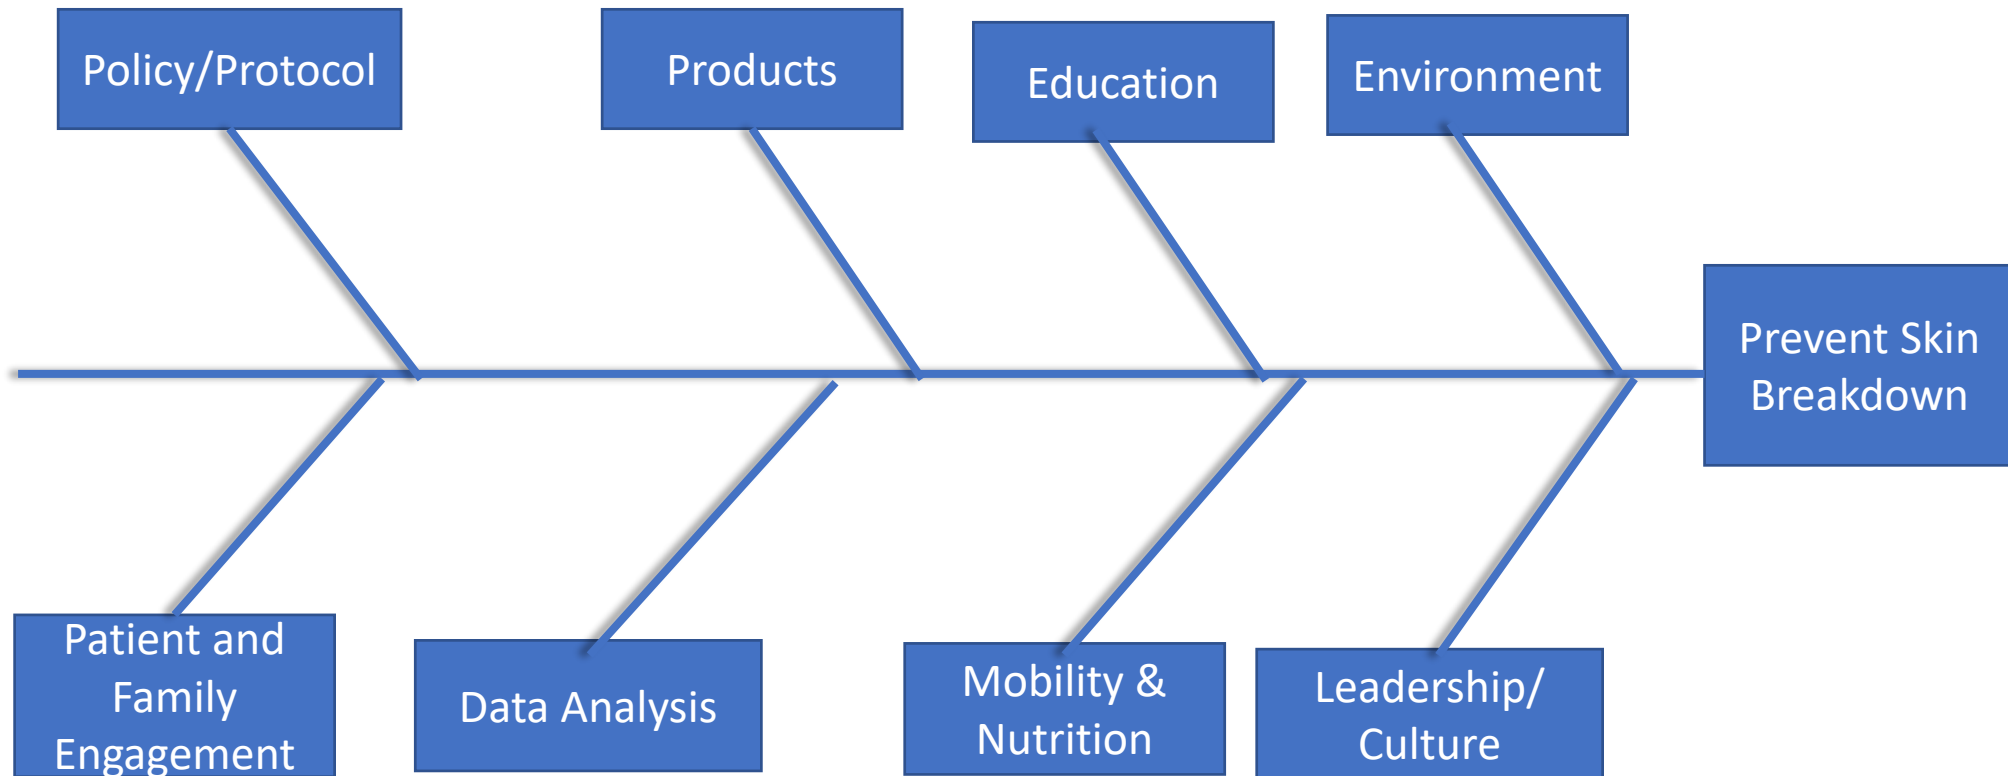 Policy/Protocol
Products
Education
Environment
Prevent Skin
Breakdown
Patient and
Family
Engagement
Data Analysis
Mobility &
Nutrition
Leadership/
Culture